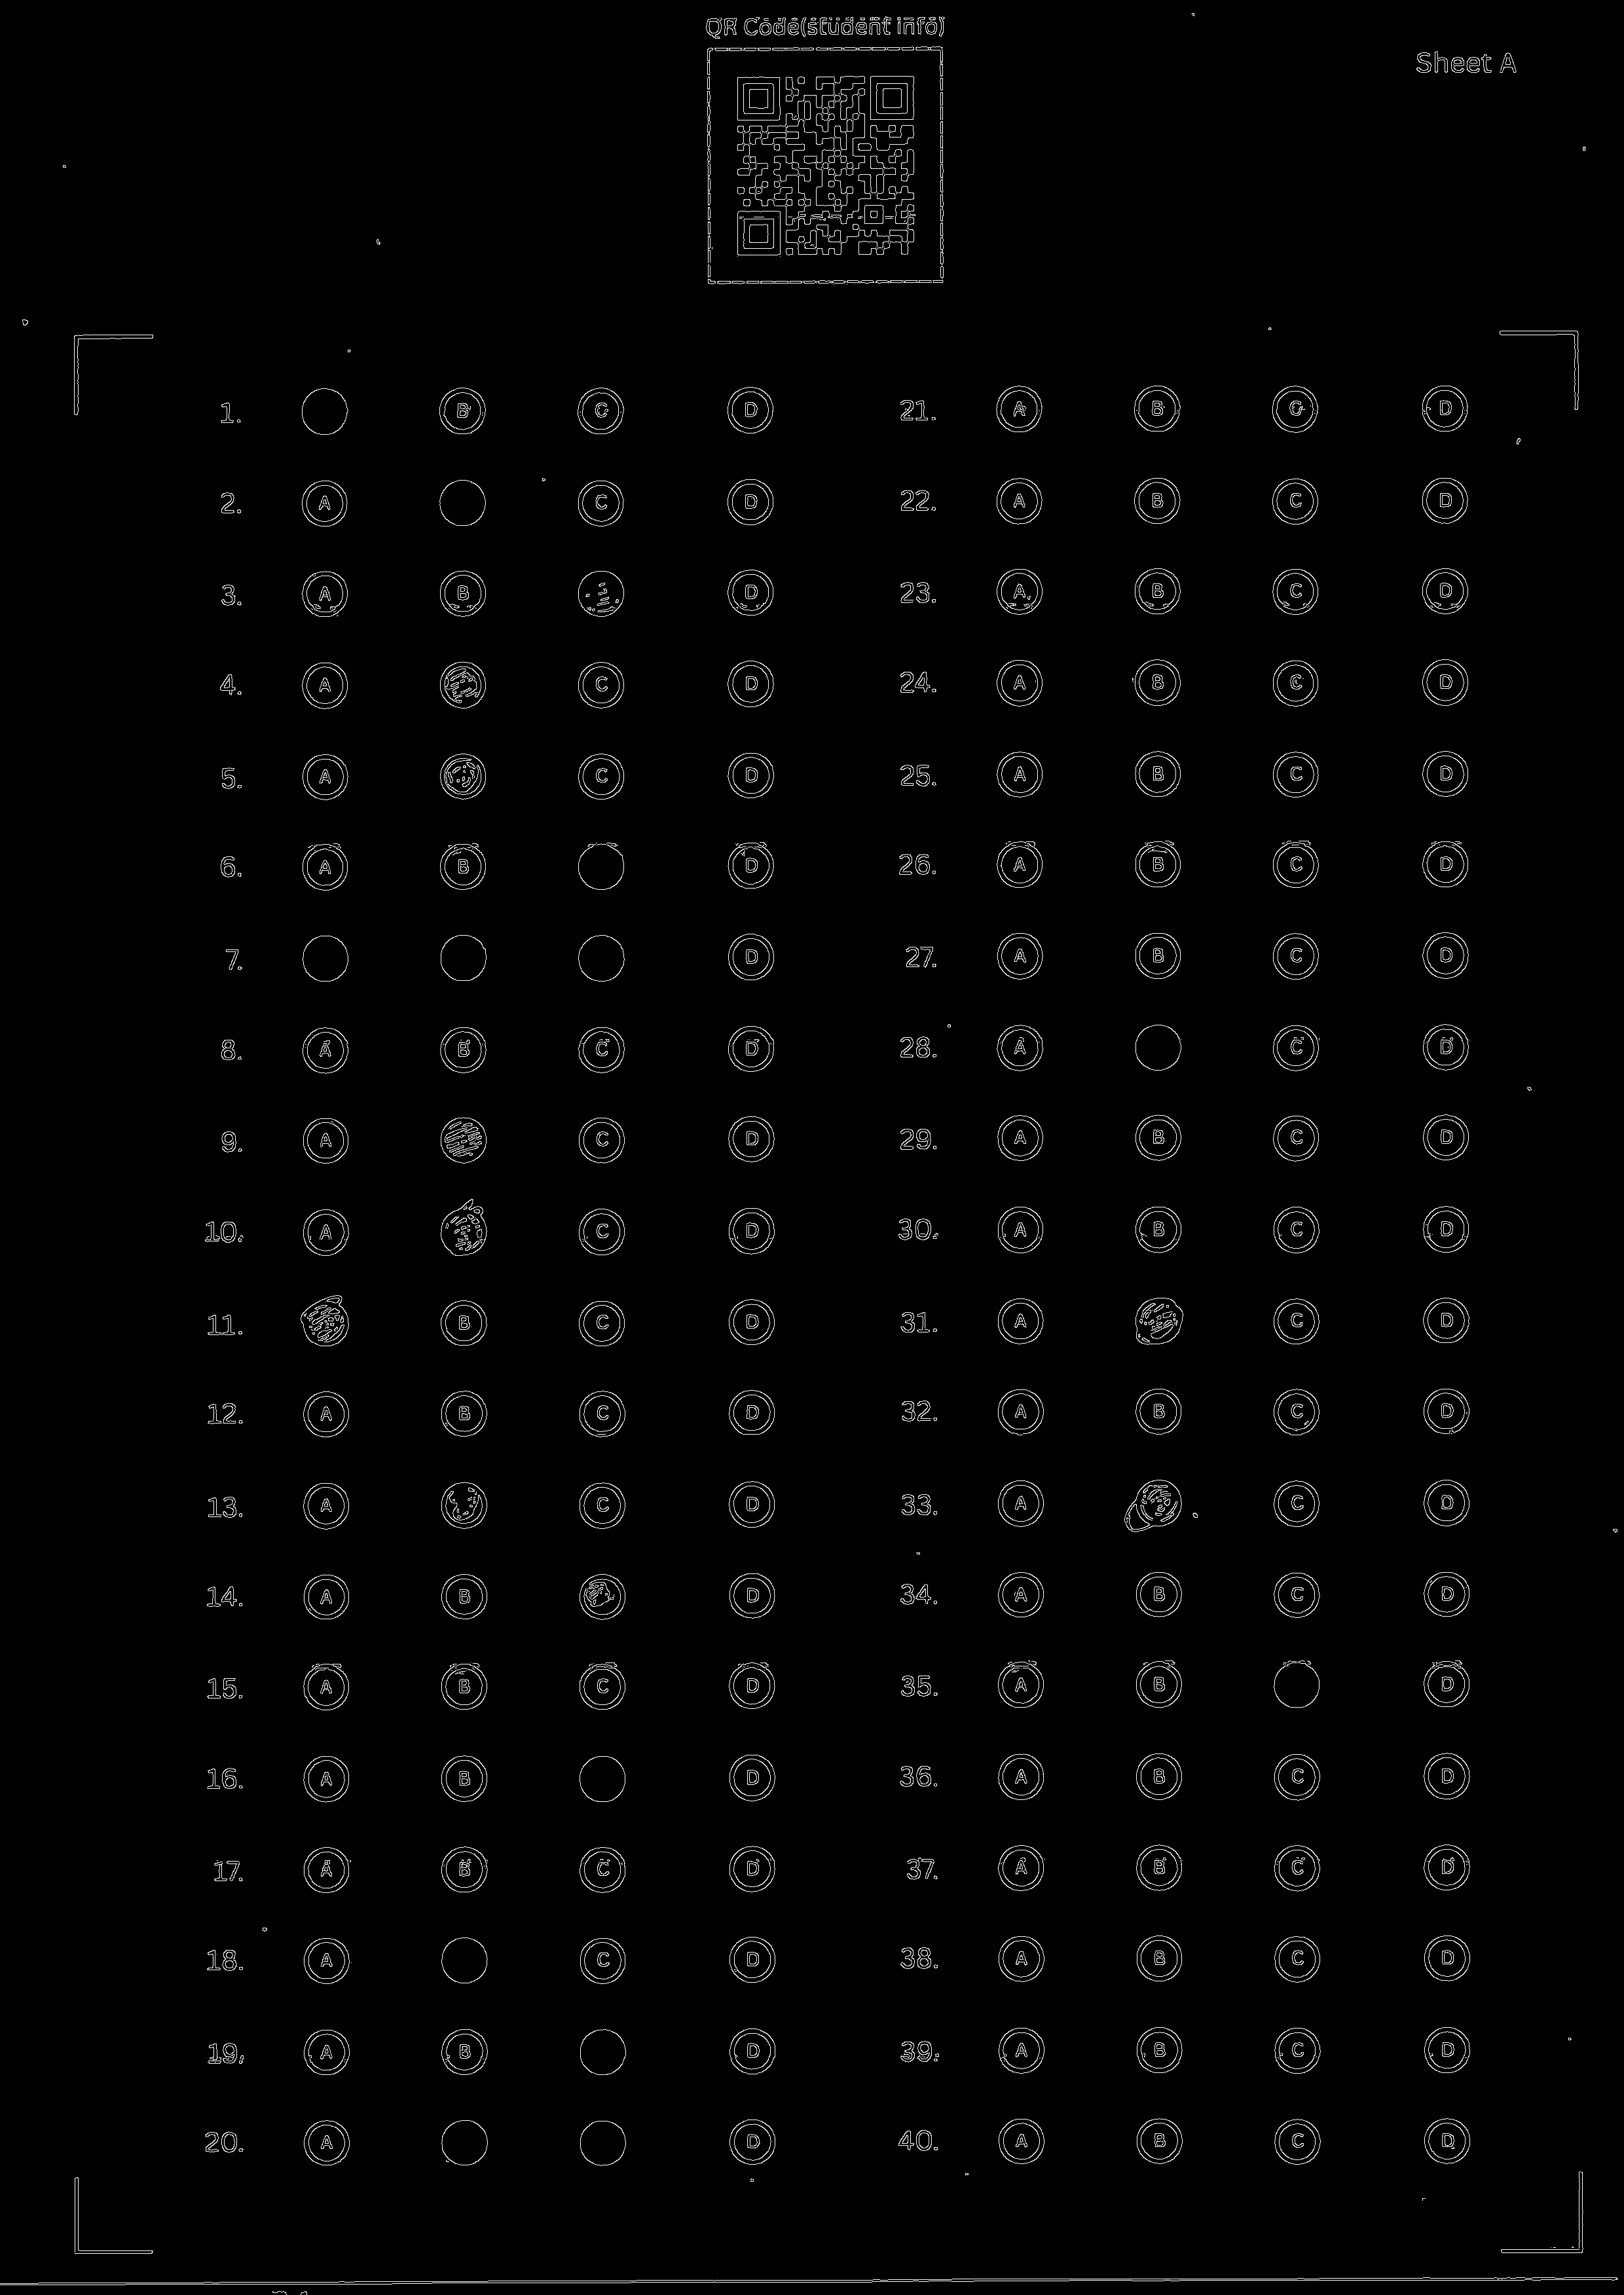 QR Code(student info)
Sheet A
1. B C D 21. A B C D
2. A C D 22. A B C D
3. A B D 23. A B C D
4. A C D 24. A B C D
5. A C D 25. A B C D
6. A B D 26. A B C D
7. D 27. A B C D
8. A B C D 28. A C D
9. A C D 29. A B C D
10. A C D 30. A B C D
11. B C D 31. A C D
12. A B C D 32. A B C D
13. A C D 33. A C D
14. A B D 34. A B C D
15. A B C D 35. A B D
16. A B D 36. A B C D
17. A B C D 37. A B C D
18. A C D 38. A B C D
19. A B D 39. A B C D
20. A D 40. A B C D